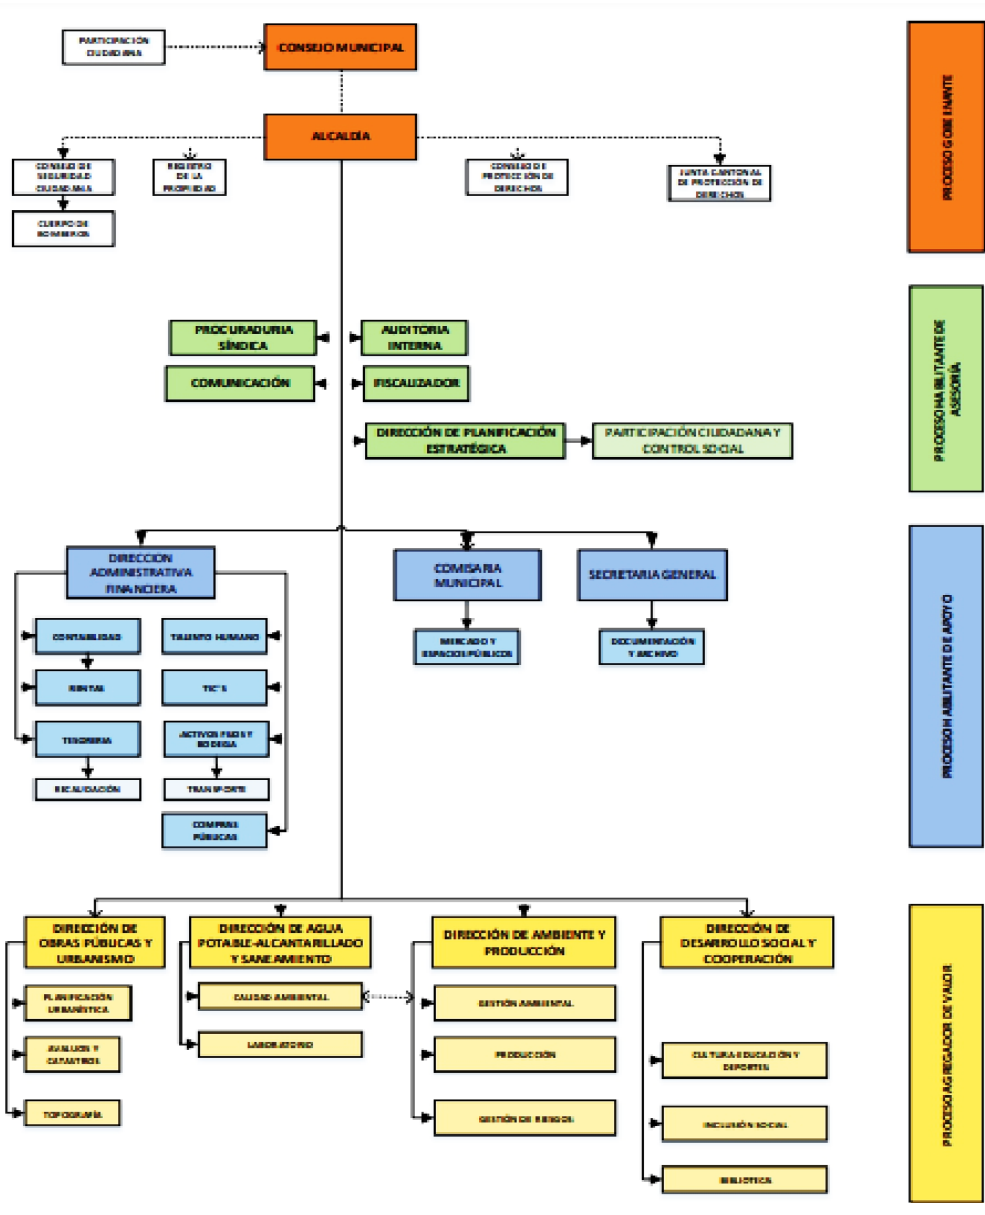 PARTICIPACIÓN
CIUDADANA
CONSEJO MUNICIPAL
ALCALDÍA
CONSEJO DE
SEGURIDAD
CIUDADANIA
REGISTRO
DE LA
PROPIEDAD
CONSEJO DE
PROTECCIÓN DE
DERECHOS
JUNTA CANTONAL
DE PROTECCIÓN DE
DERECHOS
CUERPO DE
BOMBEROS
PROCESO GOBERNANTE
PROCURADURIA
SÍNDICA
AUDITORIA
INTERNA
COMUNICACIÓN
FISCALIZADOR
DIRECCIÓN DE PLANIFICACIÓN
ESTRATÉGICA
PARTICIPACIÓN CIUDADANA Y
CONTROL SOCIAL
PROCESO HABILITANTE DE
ASESORÍA
DIRECCIÓN
ADMINISTRATIVA
FINANCIERA
COMISARIA
MUNICIPAL
SECRETARIA GENERAL
CONTABILIDAD
TALENTO HUMANO
MERCADO Y
ESPACIOS PÚBLICOS
DOCUMENTACIÓN
Y ARCHIVO
RENTAS
TIC'S
TESORERIA
ACTIVOS FIJOS Y
BODEGA
RECAUDACIÓN
TRANSPORTE
COMPRAS
PÚBLICAS
PROCESO HABILITANTE DE APOYO
DIRECCIÓN DE
OBRAS PÚBLICAS Y
URBANISMO
DIRECCIÓN DE AGUA
POTABLE-ALCANTARILLADO
Y SANEAMIENTO
DIRECCIÓN DE AMBIENTE Y
PRODUCCIÓN
DIRECCIÓN DE
DESARROLLO SOCIAL Y
COOPERACIÓN
PLANIFICACIÓN
URBANÍSTICA
CALIDAD AMBIENTAL
GESTIÓN AMBIENTAL
AVALUOS Y
CATASTROS
LABORATORIO
PRODUCCIÓN
CULTURA-EDUCACIÓN Y
DEPORTES
TOPOGRAFÍA
GESTIÓN DE RIESGOS
INCLUSIÓN SOCIAL
BIBLIOTECA
PROCESO AGREGADOR DE VALOR